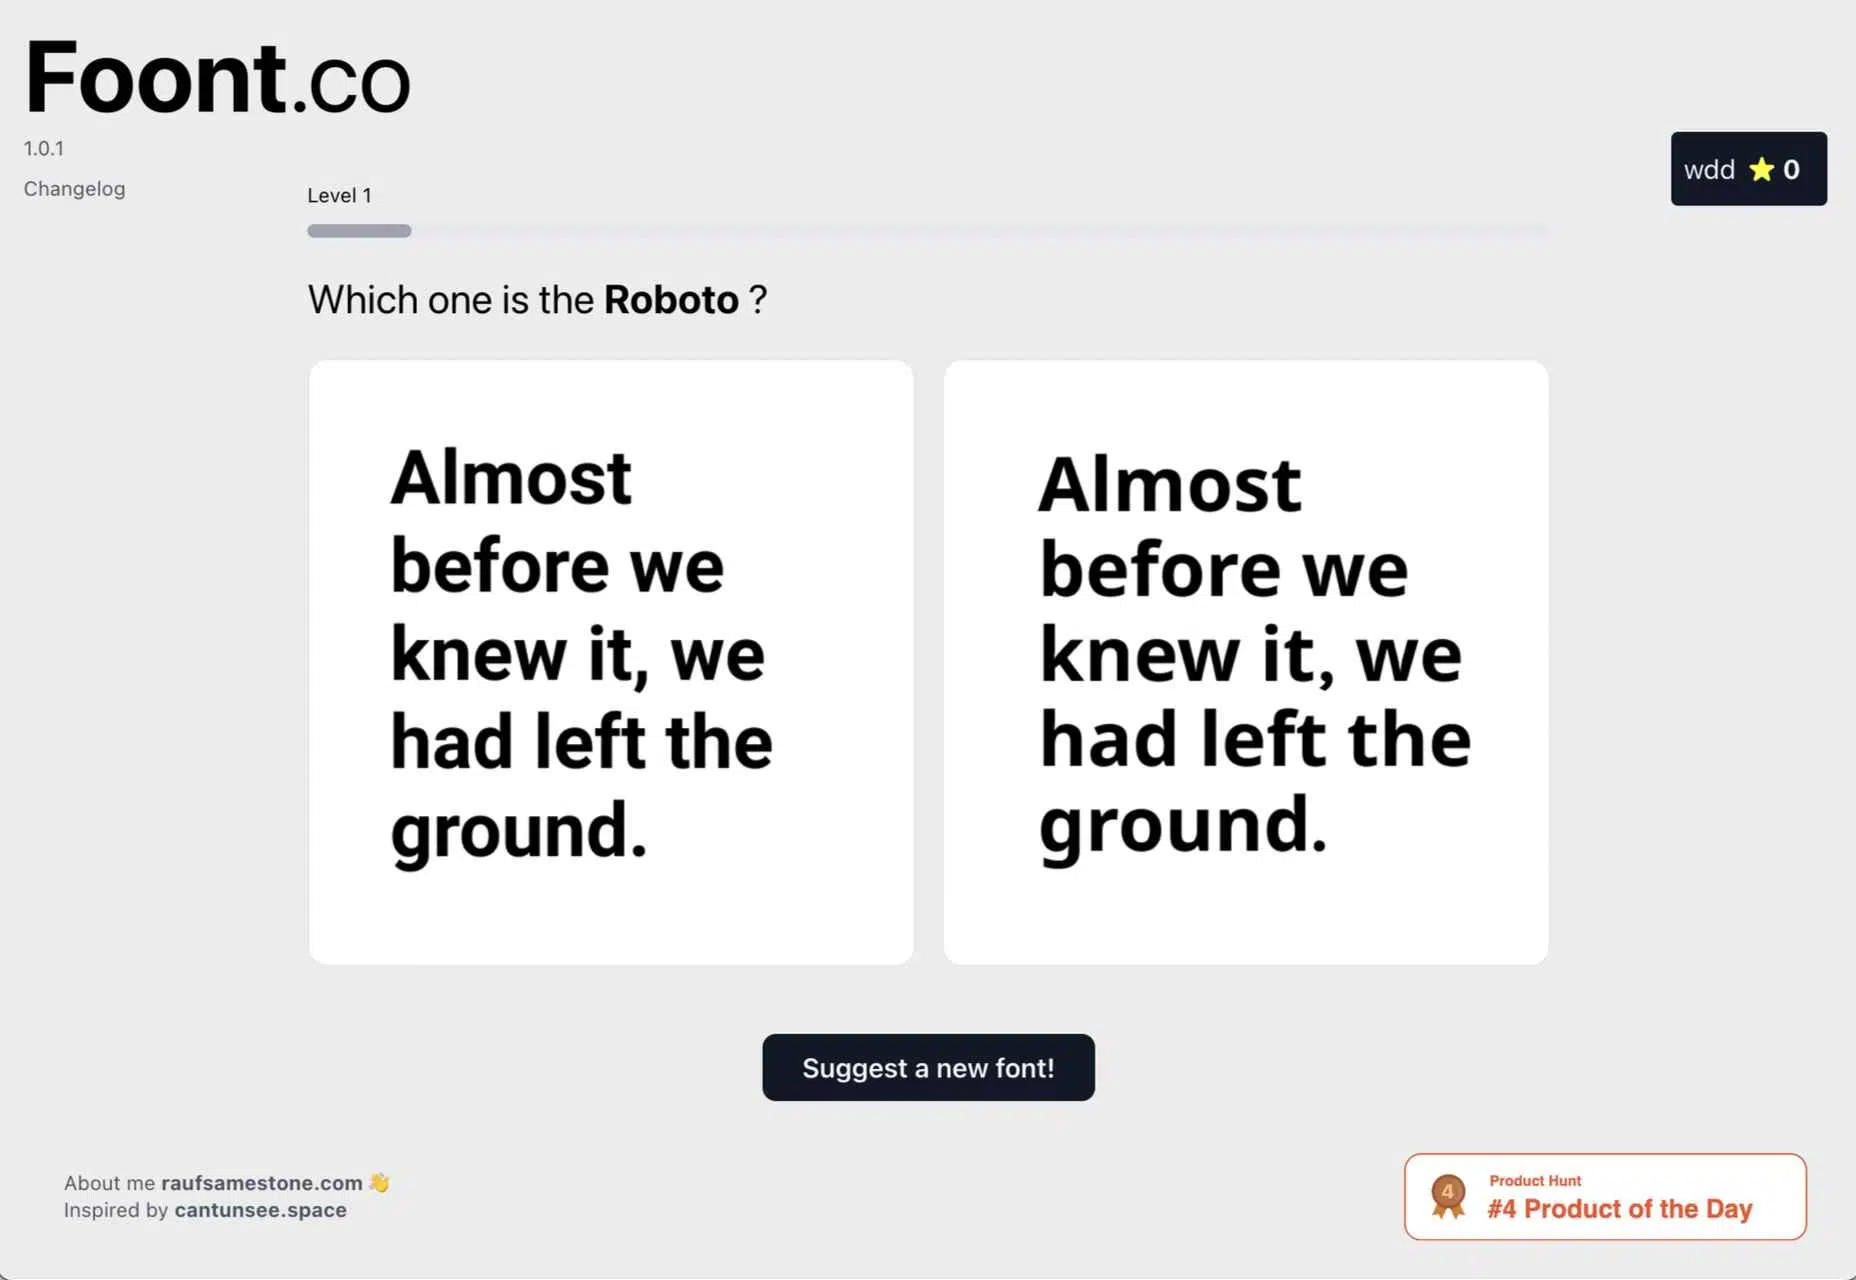 Foont.co
1.0.1
Changelog
wdd ⭐ 0
Level 1
Which one is the Roboto ?
Almost
before we
knew it, we
had left the
ground.
Almost
before we
knew it, we
had left the
ground.
Suggest a new font!
About me raufsamestone.com 👋
Inspired by cantunsee.space
4
Product Hunt
#4 Product of the Day